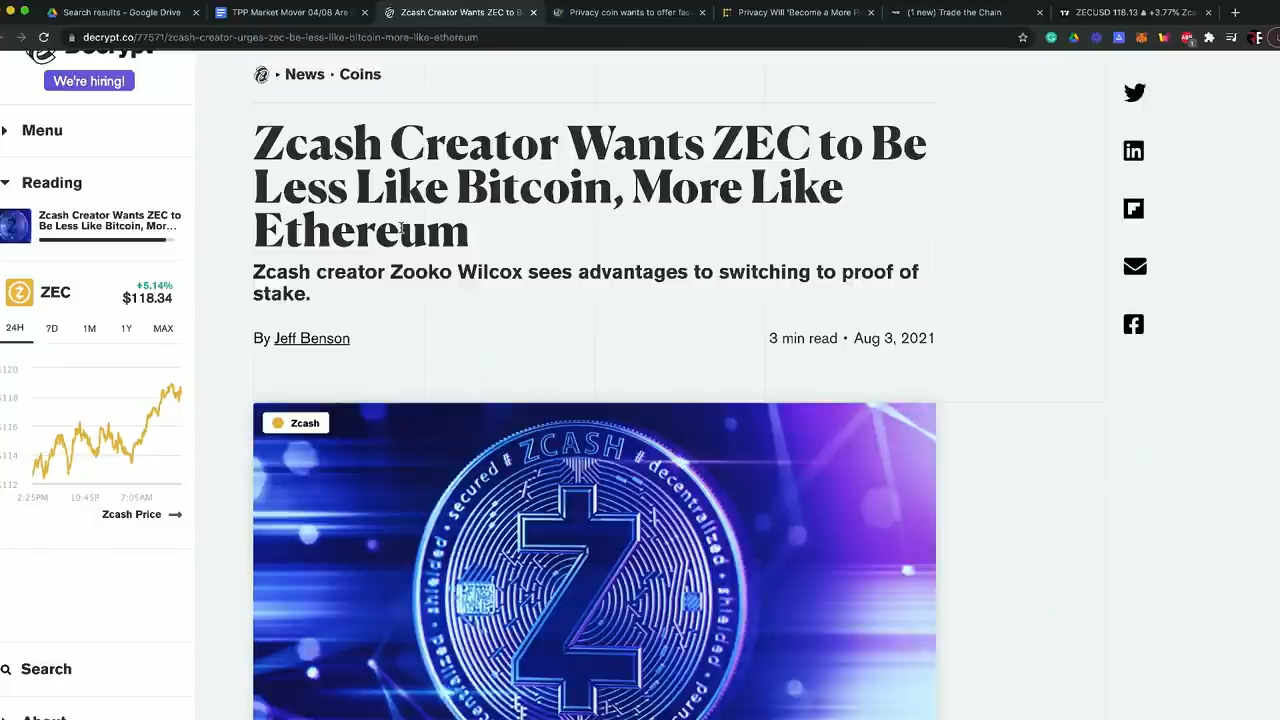 Search results - Google Drive
TPP Market Mover 04/08 Are
Zcash Creator Wants ZEC to B
Privacy coin wants to offer fas
Privacy Will 'Become a More P
(1 new) Trade the Chain
ZECUSD 118.13 ▲ +3.77% Zca
decrypt.co/77571/zcash-creator-urges-zec-be-less-like-bitcoin-more-like-ethereum
Decrypt
We're hiring!
Menu
Reading
Zcash Creator Wants ZEC to
Be Less Like Bitcoin, Mor...
ZEC
+5.14%
$118.34
24H 7D 1M 1Y MAX
$120
$118
$116
$114
$112
2:25PM 10:45P 7:05AM
Zcash Price
Search
About
News · Coins
Zcash Creator Wants ZEC to Be
Less Like Bitcoin, More Like
Ethereum
Zcash creator Zooko Wilcox sees advantages to switching to proof of
stake.
By Jeff Benson
3 min read • Aug 3, 2021
Zcash
ZCASH # decentralized • shielded
secured # shielded